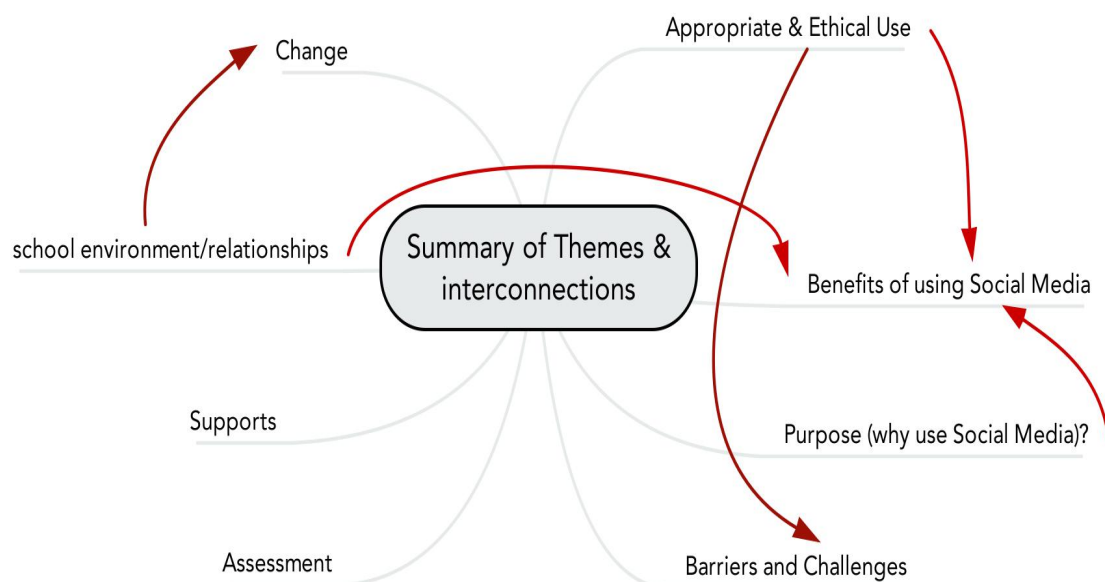 Appropriate & Ethical Use
Change
school environment/relationships
Summary of Themes &
interconnections
Benefits of using Social Media
Supports
Purpose (why use Social Media)?
Assessment
Barriers and Challenges